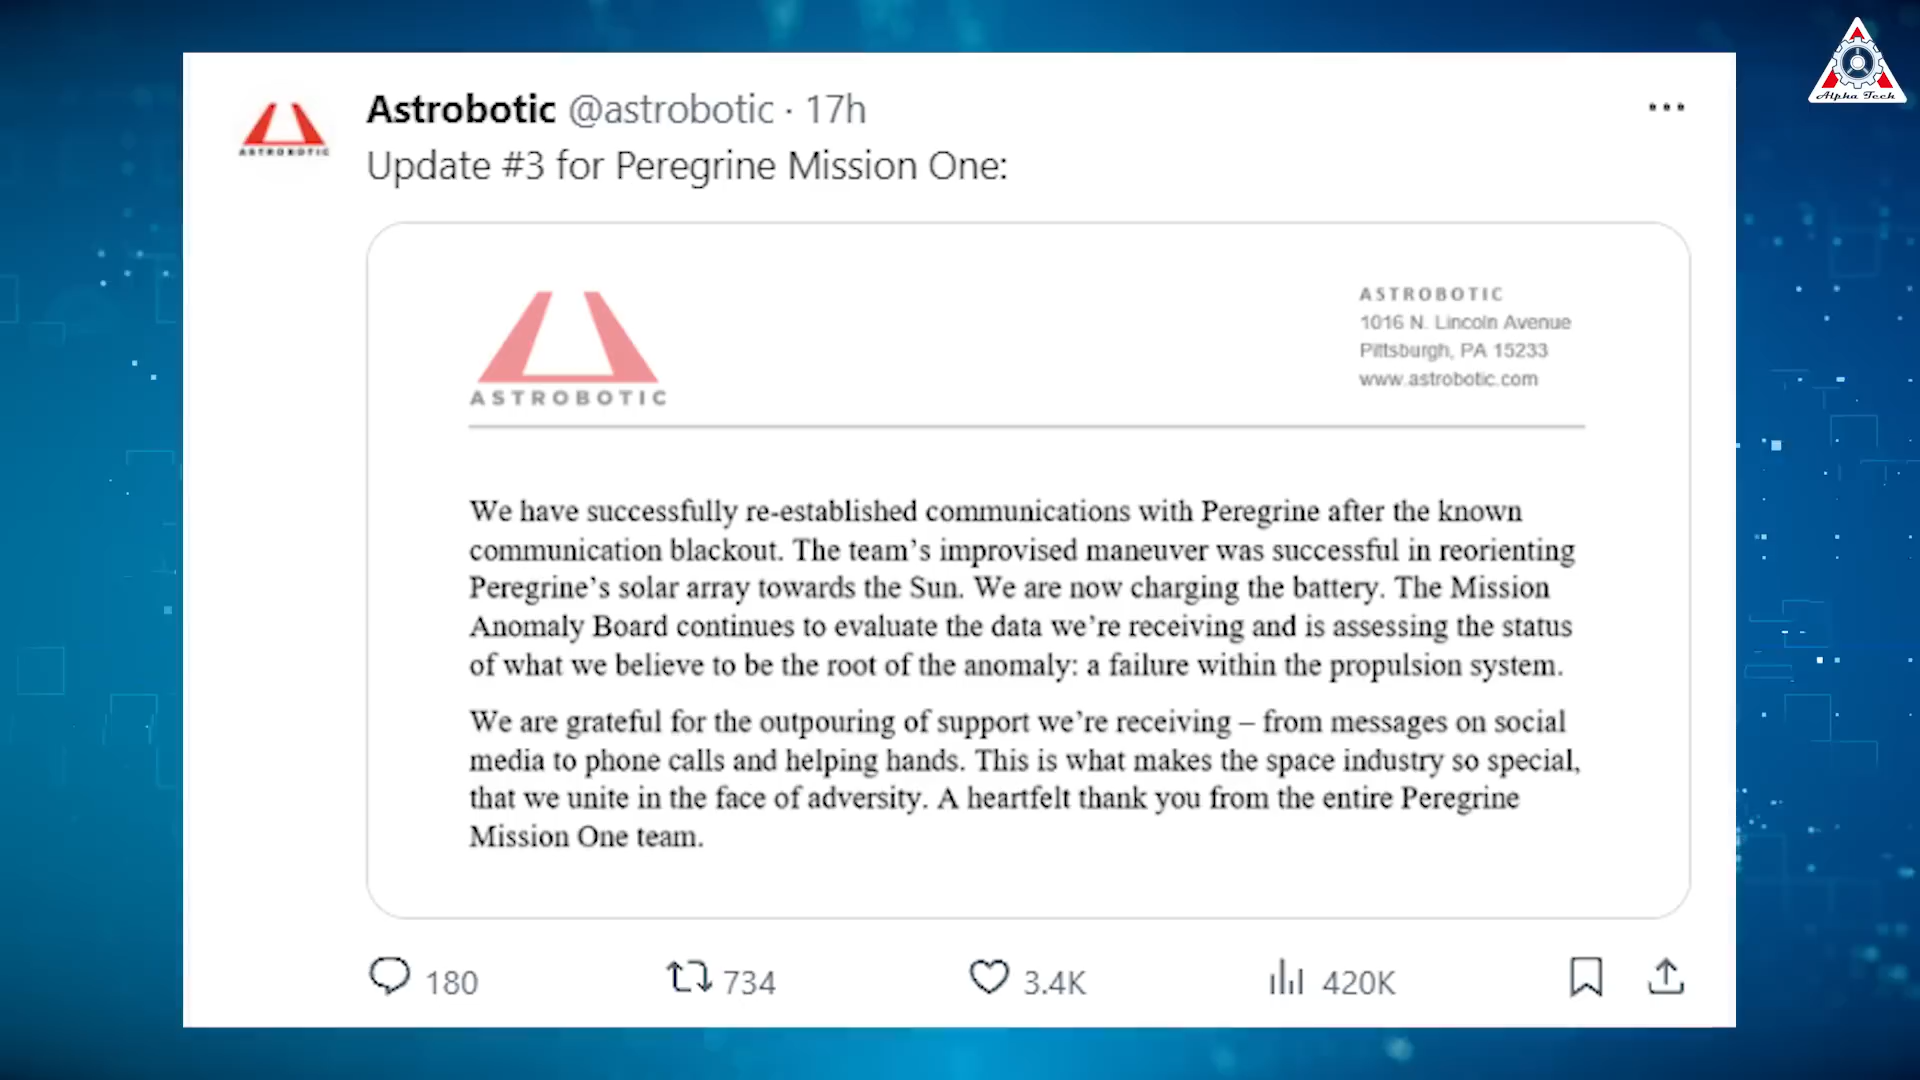 Alpha Tech
Astrobotic @astrobotic · 17h
Update #3 for Peregrine Mission One:
ASTROBOTIC
ASTROBOTIC
1016 N. Lincoln Avenue
Pittsburgh, PA 15233
www.astrobotic.com
ASTROBOTIC
We have successfully re-established communications with Peregrine after the known
communication blackout. The team’s improvised maneuver was successful in reorienting
Peregrine’s solar array towards the Sun. We are now charging the battery. The Mission
Anomaly Board continues to evaluate the data we’re receiving and is assessing the status
of what we believe to be the root of the anomaly: a failure within the propulsion system.
We are grateful for the outpouring of support we’re receiving – from messages on social
media to phone calls and helping hands. This is what makes the space industry so special,
that we unite in the face of adversity. A heartfelt thank you from the entire Peregrine
Mission One team.
180 734 3.4K 420K